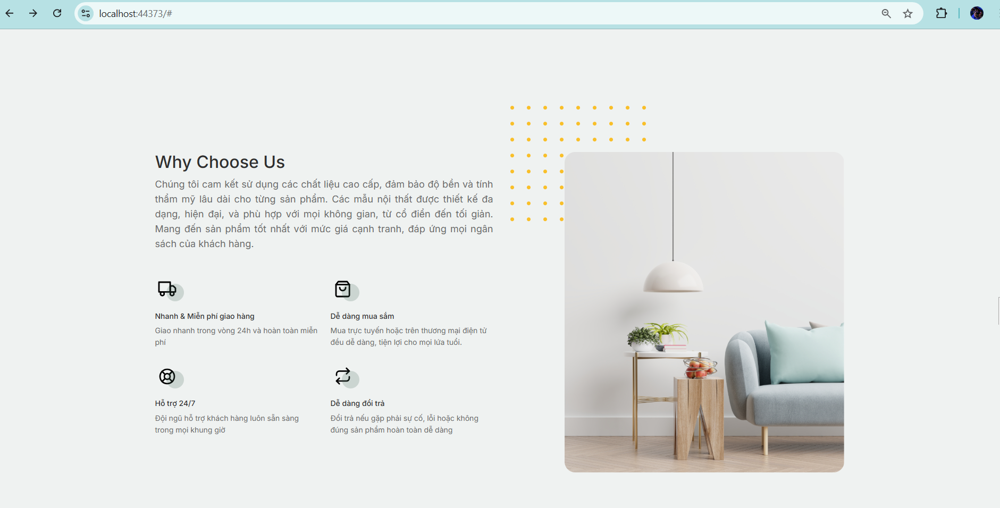 localhost:44373/#
Why Choose Us
Chúng tôi cam kết sử dụng các chất liệu cao cấp, đảm bảo độ bền và tính
thẩm mỹ lâu dài cho từng sản phẩm. Các mẫu nội thất được thiết kế đa
dạng, hiện đại, và phù hợp với mọi không gian, từ cổ điển đến tối giản.
Mang đến sản phẩm tốt nhất với mức giá cạnh tranh, đáp ứng mọi ngân
sách của khách hàng.
Nhanh & Miễn phí giao hàng
Giao nhanh trong vòng 24h và hoàn toàn miễn
phí
Dễ dàng mua sắm
Mua trực tuyến hoặc trên thương mại điện tử
đều dễ dàng, tiện lợi cho mọi lứa tuổi.
Hỗ trợ 24/7
Đội ngũ hỗ trợ khách hàng luôn sẵn sàng
trong mọi khung giờ
Dễ dàng đổi trả
Đổi trả nếu gặp phải sự cố, lỗi hoặc không
đúng sản phẩm hoàn toàn dễ dàng